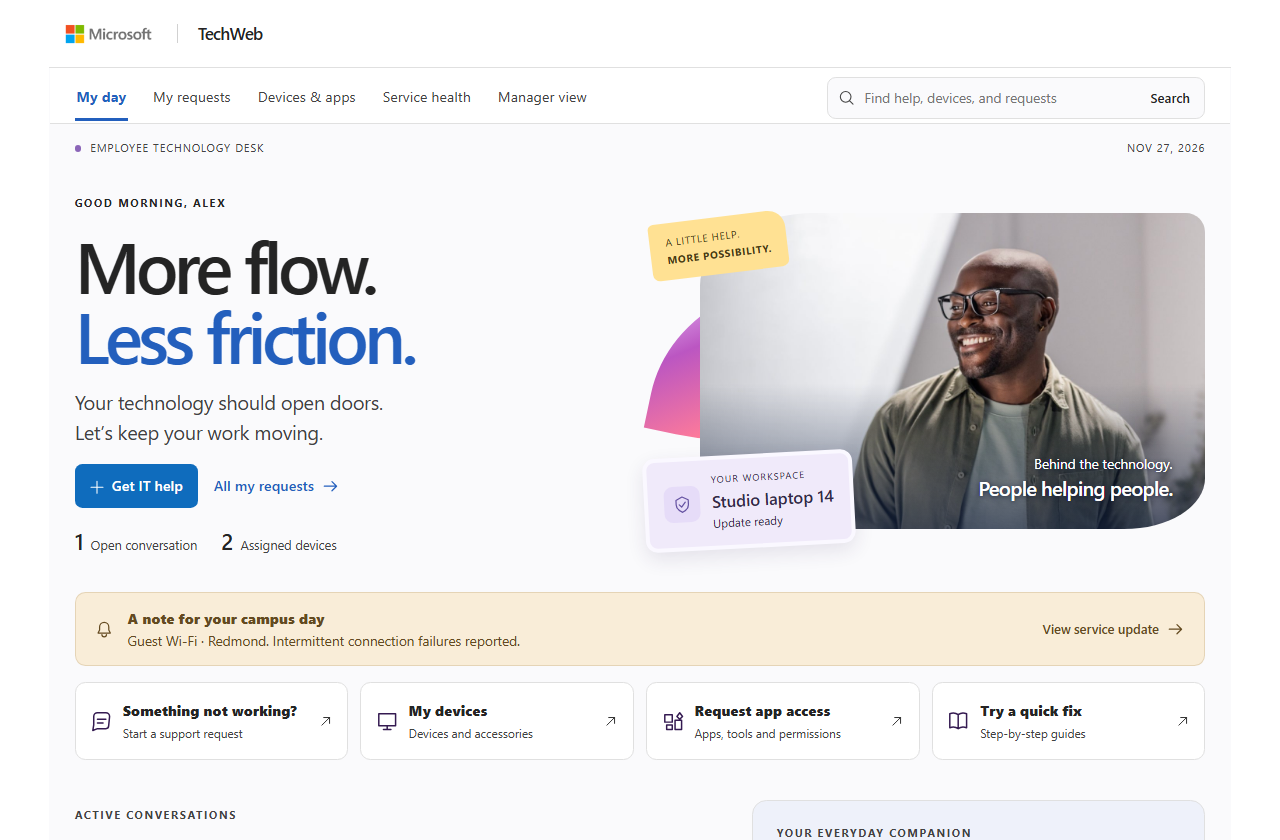 Microsoft
TechWeb
My day
My requests
Devices & apps
Service health
Manager view
Find help, devices, and requests
Search
EMPLOYEE TECHNOLOGY DESK
NOV 27, 2026
GOOD MORNING, ALEX
More flow.
Less friction.
Your technology should open doors.
Let’s keep your work moving.
Get IT help
All my requests
1 Open conversation
2 Assigned devices
A LITTLE HELP.
MORE POSSIBILITY.
Behind the technology.
People helping people.
YOUR WORKSPACE
Studio laptop 14
Update ready
A note for your campus day
Guest Wi-Fi · Redmond. Intermittent connection failures reported.
View service update
Something not working?
Start a support request
My devices
Devices and accessories
Request app access
Apps, tools and permissions
Try a quick fix
Step-by-step guides
ACTIVE CONVERSATIONS
YOUR EVERYDAY COMPANION